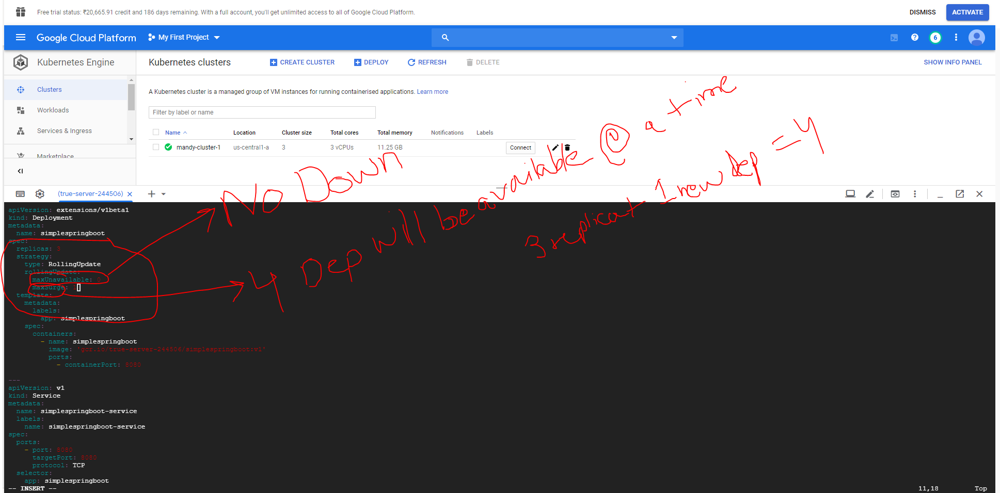 Free trial status: ₹20,665.91 credit and 186 days remaining. With a full account, you'll get unlimited access to all of Google Cloud Platform.
DISMISS
ACTIVATE
Google Cloud Platform
My First Project
6
Kubernetes Engine
Kubernetes clusters
CREATE CLUSTER
DEPLOY
REFRESH
DELETE
SHOW INFO PANEL
Clusters
Workloads
Services & Ingress
Marketplace
A Kubernetes cluster is a managed group of VM instances for running containerised applications. Learn more
Filter by label or name
Name Location Cluster size Total cores Total memory Notifications Labels
mandy-cluster-1 us-central1-a 3 3 vCPUs 11.25 GB Connect
No Down
4 Dep will be available @ a time
3 replicat 1 new dep = 4
(true-server-244506)
apiVersion: extensions/v1beta1
kind: Deployment
metadata:
name: simplespringboot
spec:
replicas: 3
strategy:
type: RollingUpdate
rollingUpdate:
maxUnavailable: 0
maxSurge: 1
template:
metadata:
labels:
app: simplespringboot
spec:
containers:
- name: simplespringboot
image: 'gcr.io/true-server-244506/simplespringboot:v1'
ports:
- containerPort: 8080
---
apiVersion: v1
kind: Service
metadata:
name: simplespringboot-service
labels:
name: simplespringboot-service
spec:
ports:
- port: 8080
targetPort: 8080
protocol: TCP
selector:
app: simplespringboot
-- INSERT --
11,18
Top